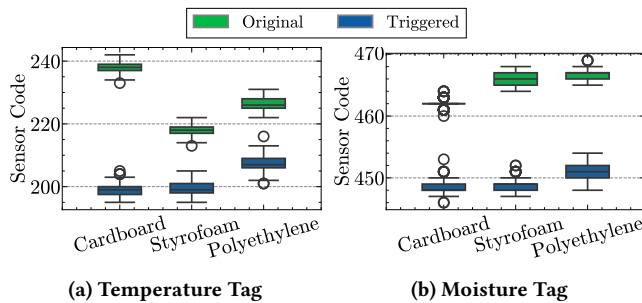 Original Triggered
Sensor Code
240
220
200
Cardboard
Styrofoam
Polyethylene
(a) Temperature Tag
Sensor Code
470
460
450
Cardboard
Styrofoam
Polyethylene
(b) Moisture Tag